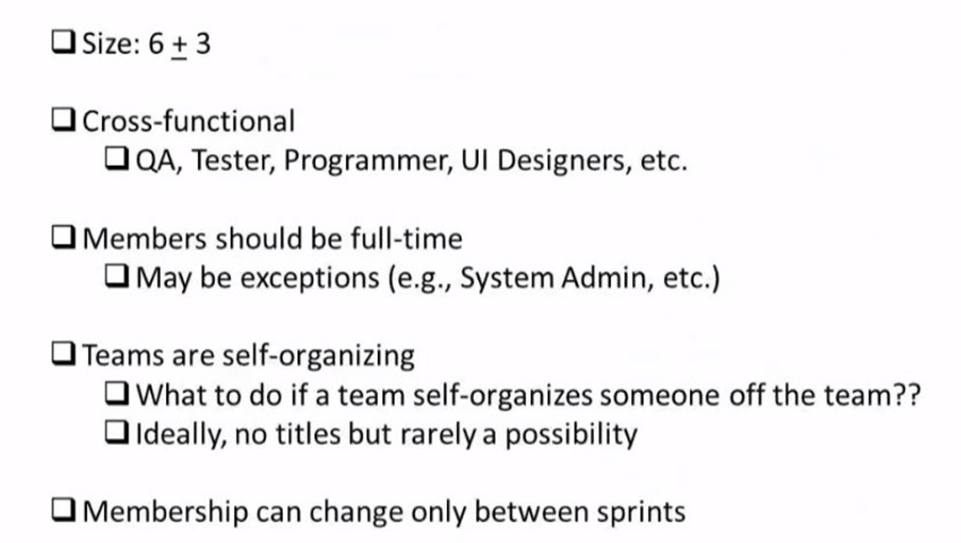 ❑ Size: 6 ± 3
❑ Cross-functional
❑ QA, Tester, Programmer, UI Designers, etc.
❑ Members should be full-time
❑ May be exceptions (e.g., System Admin, etc.)
❑ Teams are self-organizing
❑ What to do if a team self-organizes someone off the team??
❑ Ideally, no titles but rarely a possibility
❑ Membership can change only between sprints